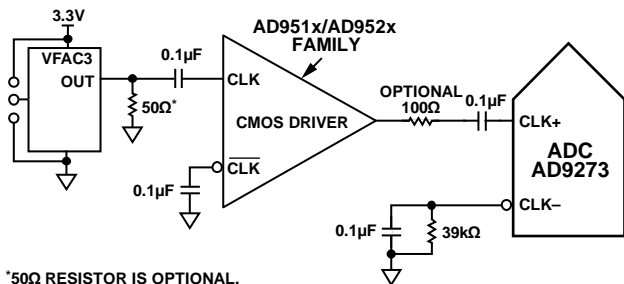 3.3V
VFAC3
OUT
50Ω*
0.1µF
AD951x/AD952x
FAMILY
CLK
CMOS DRIVER
CLK
0.1µF
OPTIONAL
100Ω
0.1µF
CLK+
ADC
AD9273
CLK–
0.1µF
39kΩ
*50Ω RESISTOR IS OPTIONAL.